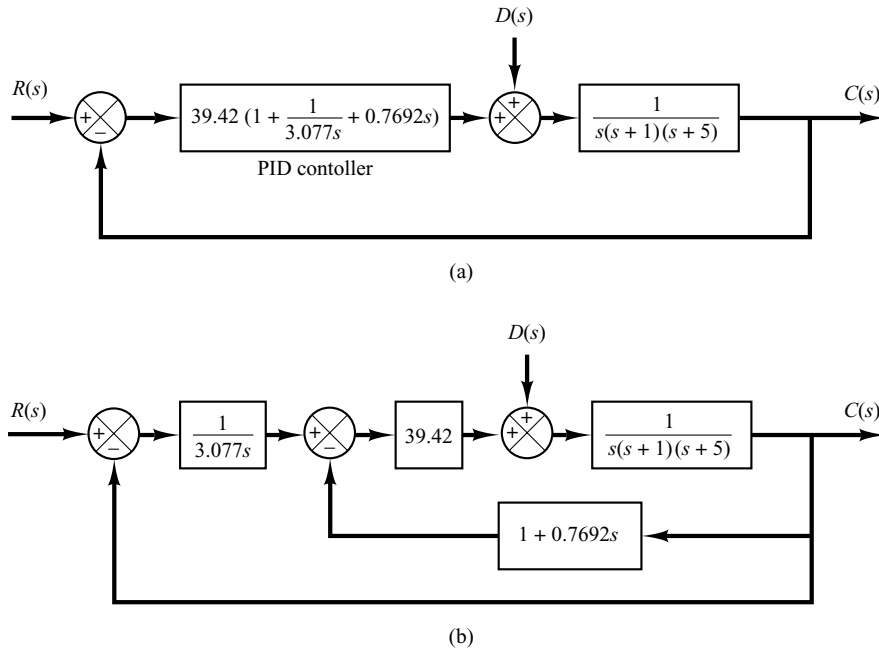 D(s)
R(s)
C(s)
+
−
39.42 (1 + 1/3.077s + 0.7692s)
+
+
1/s(s + 1)(s + 5)
PID contoller
(a)
D(s)
R(s)
C(s)
+
−
1/3.077s
+
−
39.42
+
+
1/s(s + 1)(s + 5)
1 + 0.7692s
(b)